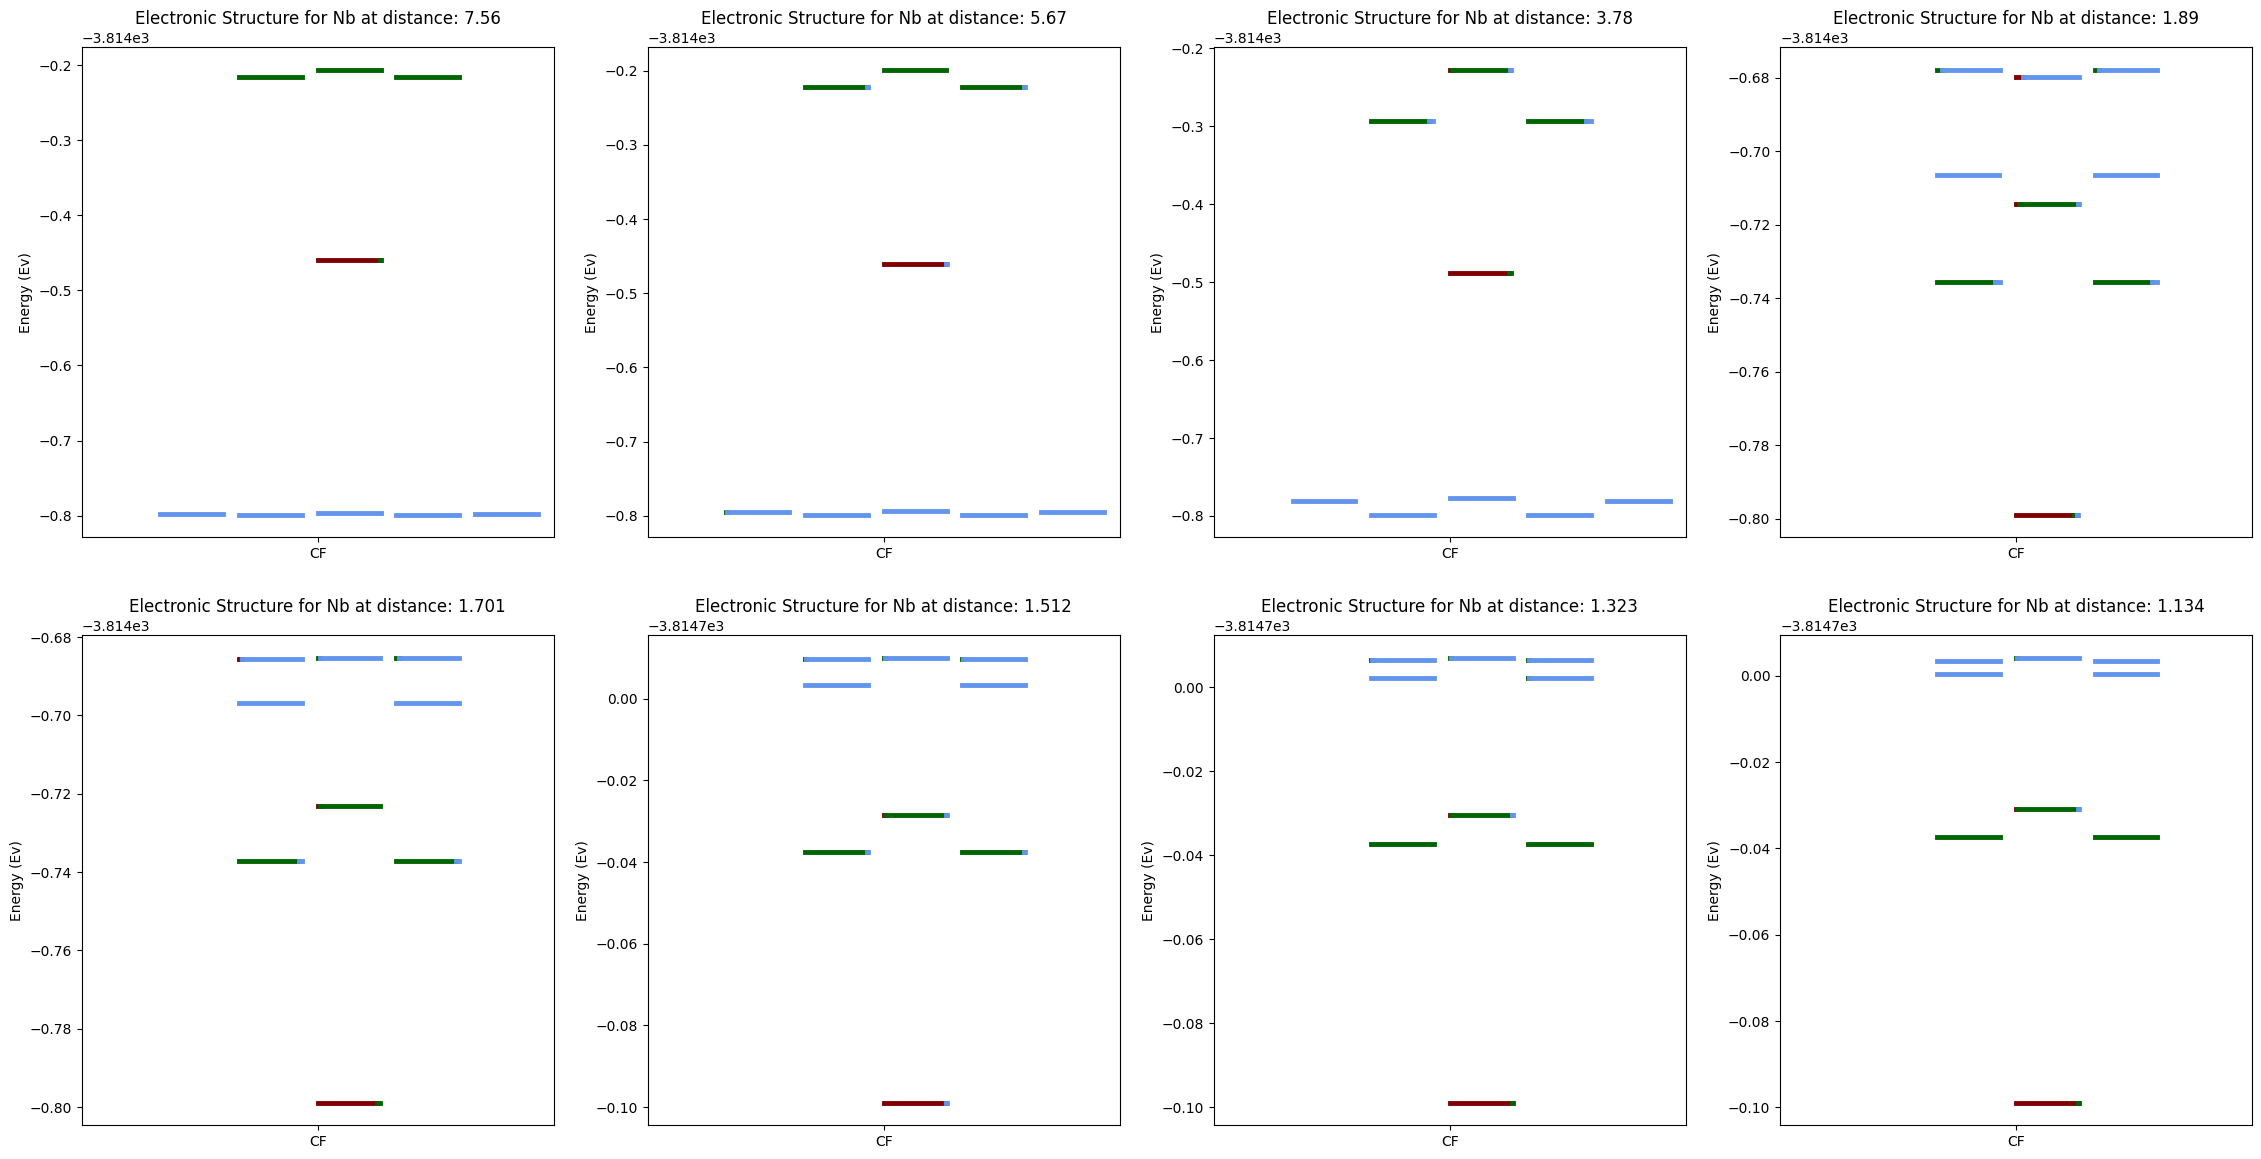 Electronic Structure for Nb at distance: 7.56
−3.814e3
−0.2
−0.3
−0.4
−0.5
−0.6
−0.7
−0.8
Energy (Ev)
CF
Electronic Structure for Nb at distance: 5.67
−3.814e3
−0.2
−0.3
−0.4
−0.5
−0.6
−0.7
−0.8
Energy (Ev)
CF
Electronic Structure for Nb at distance: 3.78
−3.814e3
−0.2
−0.3
−0.4
−0.5
−0.6
−0.7
−0.8
Energy (Ev)
CF
Electronic Structure for Nb at distance: 1.89
−3.814e3
−0.68
−0.70
−0.72
−0.74
−0.76
−0.78
−0.80
Energy (Ev)
CF
Electronic Structure for Nb at distance: 1.701
−3.814e3
−0.68
−0.70
−0.72
−0.74
−0.76
−0.78
−0.80
Energy (Ev)
CF
Electronic Structure for Nb at distance: 1.512
−3.8147e3
0.00
−0.02
−0.04
−0.06
−0.08
−0.10
Energy (Ev)
CF
Electronic Structure for Nb at distance: 1.323
−3.8147e3
0.00
−0.02
−0.04
−0.06
−0.08
−0.10
Energy (Ev)
CF
Electronic Structure for Nb at distance: 1.134
−3.8147e3
0.00
−0.02
−0.04
−0.06
−0.08
−0.10
Energy (Ev)
CF